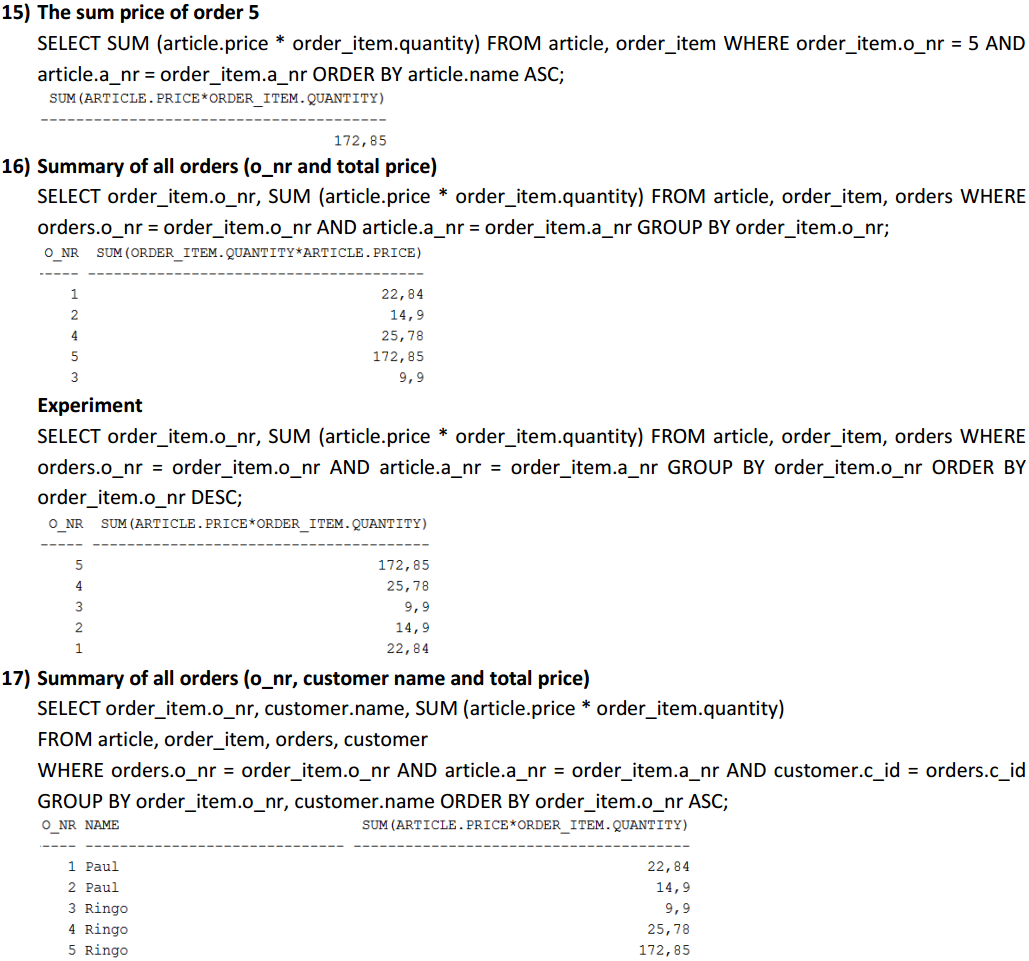 15) The sum price of order 5
SELECT SUM (article.price * order_item.quantity) FROM article, order_item WHERE order_item.o_nr = 5 AND
article.a_nr = order_item.a_nr ORDER BY article.name ASC;
SUM(ARTICLE.PRICE*ORDER_ITEM.QUANTITY)
---------------------------------------
172,85
16) Summary of all orders (o_nr and total price)
SELECT order_item.o_nr, SUM (article.price * order_item.quantity) FROM article, order_item, orders WHERE
orders.o_nr = order_item.o_nr AND article.a_nr = order_item.a_nr GROUP BY order_item.o_nr;
O_NR SUM(ORDER_ITEM.QUANTITY*ARTICLE.PRICE)
----- ---------------------------------------
1 22,84
2 14,9
4 25,78
5 172,85
3 9,9
Experiment
SELECT order_item.o_nr, SUM (article.price * order_item.quantity) FROM article, order_item, orders WHERE
orders.o_nr = order_item.o_nr AND article.a_nr = order_item.a_nr GROUP BY order_item.o_nr ORDER BY
order_item.o_nr DESC;
O_NR SUM(ARTICLE.PRICE*ORDER_ITEM.QUANTITY)
----- ---------------------------------------
5 172,85
4 25,78
3 9,9
2 14,9
1 22,84
17) Summary of all orders (o_nr, customer name and total price)
SELECT order_item.o_nr, customer.name, SUM (article.price * order_item.quantity)
FROM article, order_item, orders, customer
WHERE orders.o_nr = order_item.o_nr AND article.a_nr = order_item.a_nr AND customer.c_id = orders.c_id
GROUP BY order_item.o_nr, customer.name ORDER BY order_item.o_nr ASC;
O_NR NAME SUM(ARTICLE.PRICE*ORDER_ITEM.QUANTITY)
---- ------------------------------ ---------------------------------------
1 Paul 22,84
2 Paul 14,9
3 Ringo 9,9
4 Ringo 25,78
5 Ringo 172,85